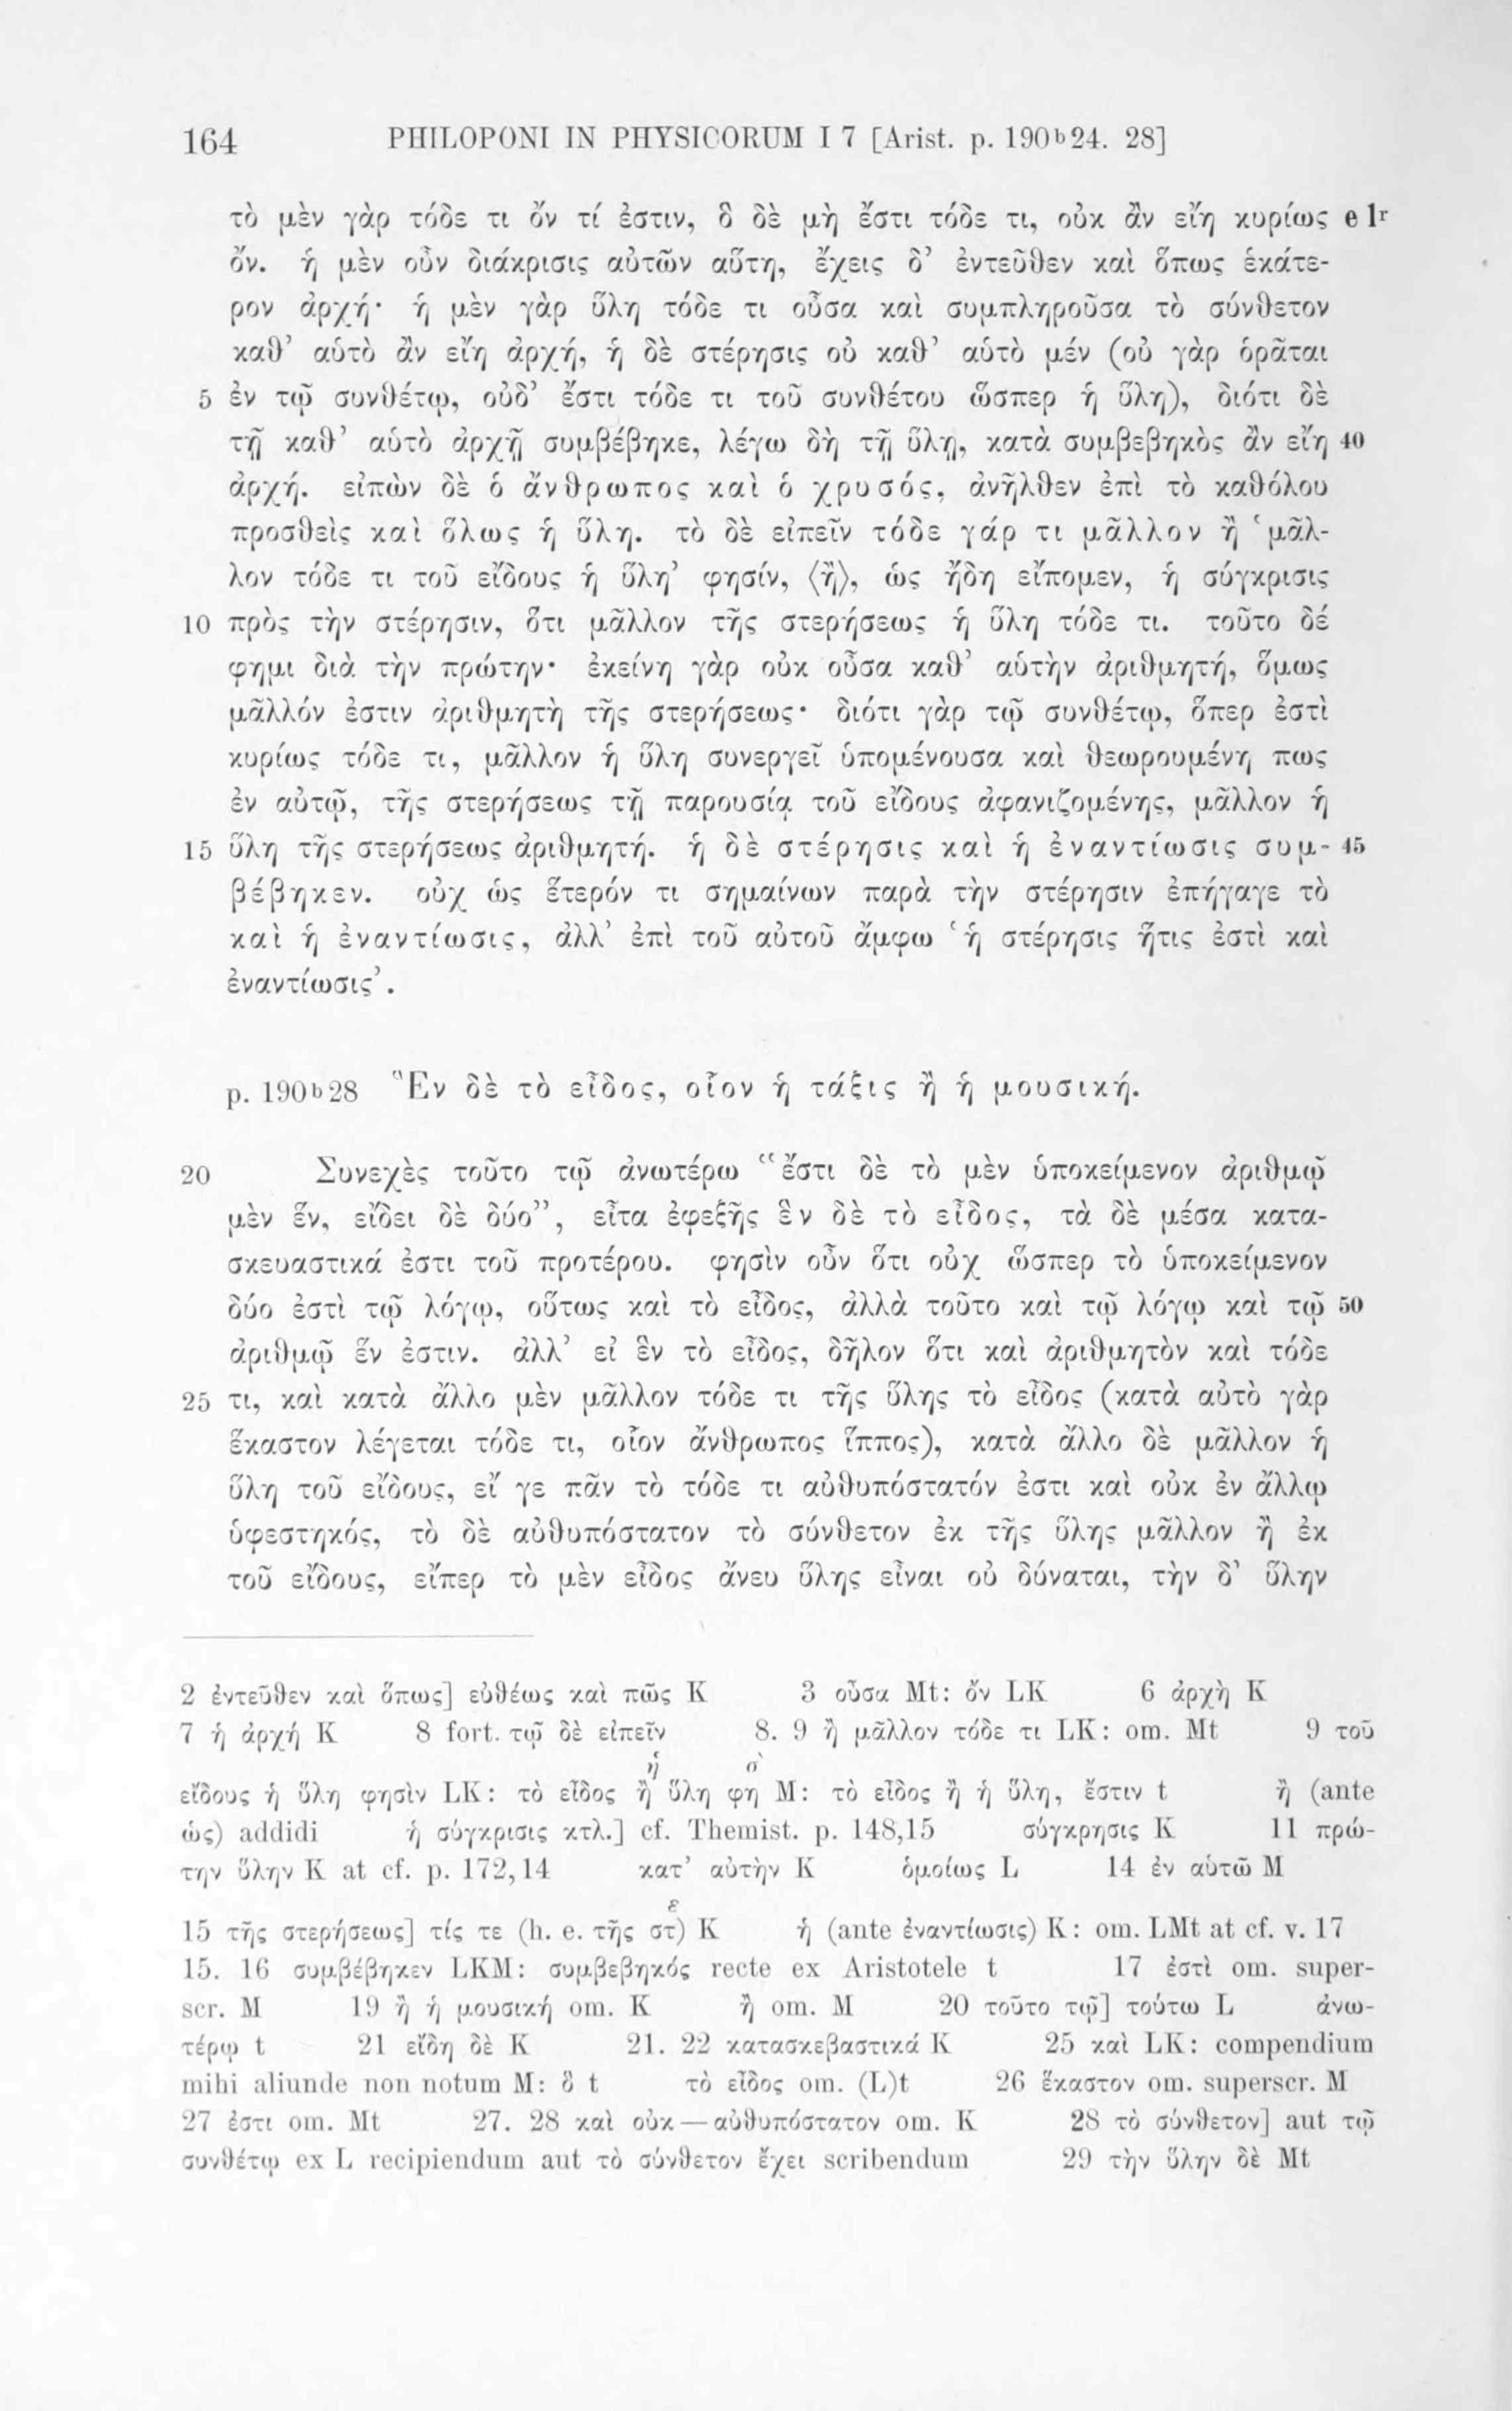 164 PHILOPONI IN PHYSICORUM I 7 [Arist. p. 190ᵇ24. 28]
τὸ μὲν γὰρ τόδε τι ὄν τί ἐστιν, ὃ δὲ μὴ ἔστι τόδε τι, οὐκ ἂν εἴη κυρίως e 1ʳ
ὄν. ἡ μὲν οὖν διάκρισις αὐτῶν αὕτη, ἔχεις δ’ ἐντεῦθεν καὶ ὅπως ἑκάτε-
ρον ἀρχή· ἡ μὲν γὰρ ὕλη τόδε τι οὖσα καὶ συμπληροῦσα τὸ σύνθετον
καθ’ αὑτὸ ἂν εἴη ἀρχή, ἡ δὲ στέρησις οὐ καθ’ αὑτὸ μέν (οὐ γὰρ ὁρᾶται
5 ἐν τῷ συνθέτῳ, οὐδ’ ἔστι τόδε τι τοῦ συνθέτου ὥσπερ ἡ ὕλη), διότι δὲ
τῇ καθ’ αὑτὸ ἀρχῇ συμβέβηκε, λέγω δὴ τῇ ὕλῃ, κατὰ συμβεβηκὸς ἂν εἴη 40
ἀρχή. εἰπὼν δὲ ὁ ἄνθρωπος καὶ ὁ χρυσός, ἀνῆλθεν ἐπὶ τὸ καθόλου
προσθεὶς καὶ ὅλως ἡ ὕλη. τὸ δὲ εἰπεῖν τόδε γάρ τι μᾶλλον ἢ ‘μᾶλ-
λον τόδε τι τοῦ εἴδους ἡ ὕλη’ φησίν, ⟨ἢ⟩, ὡς ἤδη εἴπομεν, ἡ σύγκρισις
10 πρὸς τὴν στέρησιν, ὅτι μᾶλλον τῆς στερήσεως ἡ ὕλη τόδε τι. τοῦτο δέ
φημι διὰ τὴν πρώτην· ἐκείνη γὰρ οὐκ οὖσα καθ’ αὑτὴν ἀριθμητή, ὅμως
μᾶλλόν ἐστιν ἀριθμητὴ τῆς στερήσεως· διότι γὰρ τῷ συνθέτῳ, ὅπερ ἐστὶ
κυρίως τόδε τι, μᾶλλον ἡ ὕλη συνεργεῖ ὑπομένουσα καὶ θεωρουμένη πως
ἐν αὐτῷ, τῆς στερήσεως τῇ παρουσίᾳ τοῦ εἴδους ἀφανιζομένης, μᾶλλον ἡ
15 ὕλη τῆς στερήσεως ἀριθμητή. ἡ δὲ στέρησις καὶ ἡ ἐναντίωσις συμ- 45
βέβηκεν. οὐχ ὡς ἕτερόν τι σημαίνων παρὰ τὴν στέρησιν ἐπήγαγε τὸ
καὶ ἡ ἐναντίωσις, ἀλλ’ ἐπὶ τοῦ αὐτοῦ ἄμφω ‘ἡ στέρησις ἥτις ἐστὶ καὶ
ἐναντίωσις’.
p. 190ᵇ28 Ἓν δὲ τὸ εἶδος, οἷον ἡ τάξις ἢ ἡ μουσική.
20 Συνεχὲς τοῦτο τῷ ἀνωτέρω “ἔστι δὲ τὸ μὲν ὑποκείμενον ἀριθμῷ
μὲν ἕν, εἴδει δὲ δύο”, εἶτα ἐφεξῆς ἓν δὲ τὸ εἶδος, τὰ δὲ μέσα κατα-
σκευαστικά ἐστι τοῦ προτέρου. φησὶν οὖν ὅτι οὐχ ὥσπερ τὸ ὑποκείμενον
δύο ἐστὶ τῷ λόγῳ, οὕτως καὶ τὸ εἶδος, ἀλλὰ τοῦτο καὶ τῷ λόγῳ καὶ τῷ 50
ἀριθμῷ ἕν ἐστιν. ἀλλ’ εἰ ἓν τὸ εἶδος, δῆλον ὅτι καὶ ἀριθμητὸν καὶ τόδε
25 τι, καὶ κατὰ ἄλλο μὲν μᾶλλον τόδε τι τῆς ὕλης τὸ εἶδος (κατὰ αὐτὸ γὰρ
ἕκαστον λέγεται τόδε τι, οἷον ἄνθρωπος ἵππος), κατὰ ἄλλο δὲ μᾶλλον ἡ
ὕλη τοῦ εἴδους, εἴ γε πᾶν τὸ τόδε τι αὐθυπόστατόν ἐστι καὶ οὐκ ἐν ἄλλῳ
ὑφεστηκός, τὸ δὲ αὐθυπόστατον τὸ σύνθετον ἐκ τῆς ὕλης μᾶλλον ἢ ἐκ
τοῦ εἴδους, εἴπερ τὸ μὲν εἶδος ἄνευ ὕλης εἶναι οὐ δύναται, τὴν δ’ ὕλην
2 ἐντεῦθεν καὶ ὅπως] εὐθέως καὶ πῶς K 3 οὖσα Mt: ὄν LK 6 ἀρχὴ K
7 ἡ ἀρχή K 8 fort. τῷ δὲ εἰπεῖν 8. 9 ἢ μᾶλλον τόδε τι LK: om. Mt 9 τοῦ
ἡ σ
εἴδους ἡ ὕλη φησὶν LK: τὸ εἶδος ἢ ὕλη φη M: τὸ εἶδος ἢ ἡ ὕλη, ἔστιν t ἢ (ante
ὡς) addidi ἡ σύγκρισις κτλ.] cf. Themist. p. 148,15 σύγκρησις K 11 πρώ-
την ὕλην K at cf. p. 172,14 κατ’ αὐτὴν K ὁμοίως L 14 ἐν αὑτῶ M
ε
15 τῆς στερήσεως] τίς τε (h. e. τῆς στ) K ἡ (ante ἐναντίωσις) K: om. LMt at cf. v. 17
15. 16 συμβέβηκεν LKM: συμβεβηκός recte ex Aristotele t 17 ἐστὶ om. super-
scr. M 19 ἢ ἡ μουσική om. K ἢ om. M 20 τοῦτο τῷ] τούτω L ἀνω-
τέρῳ t 21 εἴδη δὲ K 21. 22 κατασκεβαστικά K 25 καὶ LK: compendium
mihi aliunde non notum M: ὃ t τὸ εἶδος om. (L)t 26 ἕκαστον om. superscr. M
27 ἐστι om. Mt 27. 28 καὶ οὐκ — αὐθυπόστατον om. K 28 τὸ σύνθετον] aut τῷ
συνθέτῳ ex L recipiendum aut τὸ σύνθετον ἔχει scribendum 29 τὴν ὕλην δὲ Mt